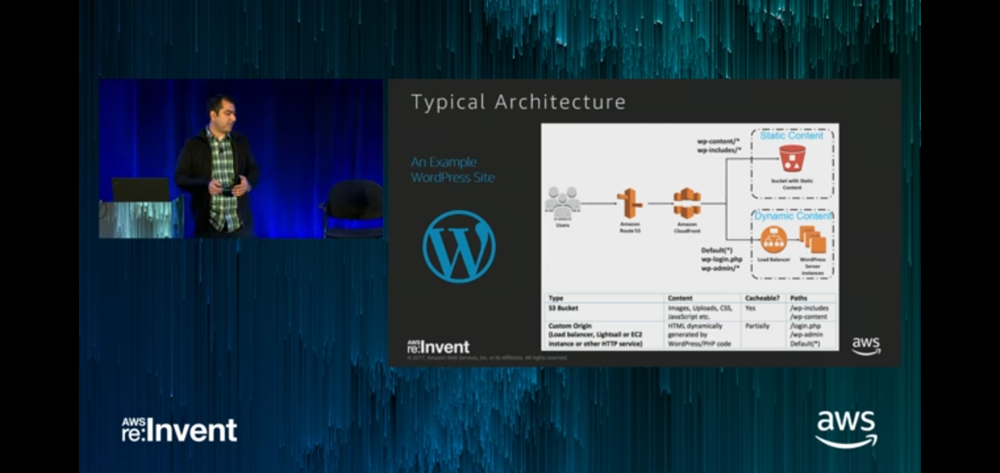 Typical Architecture
An Example
WordPress Site
wp-content/*
wp-includes/*
Static Content
bucket with Static
Content
Users
Amazon
Route 53
Amazon
CloudFront
Dynamic Content
Default(*)
wp-login.php
wp-admin/*
Load Balancer
WordPress
Server
Instances
Type Content Cacheable? Paths
S3 Bucket Images, Uploads, CSS, Yes /wp-includes
JavaScript etc. /wp-content
Custom Origin HTML dynamically Partially /login.php
(Load balancer, Lightsail or EC2 generated by /wp-admin
instance or other HTTP service) WordPress/PHP code Default(*)
AWS
re:Invent
aws
© 2017, Amazon Web Services, Inc. or its Affiliates. All rights reserved.
AWS
re:Invent
aws